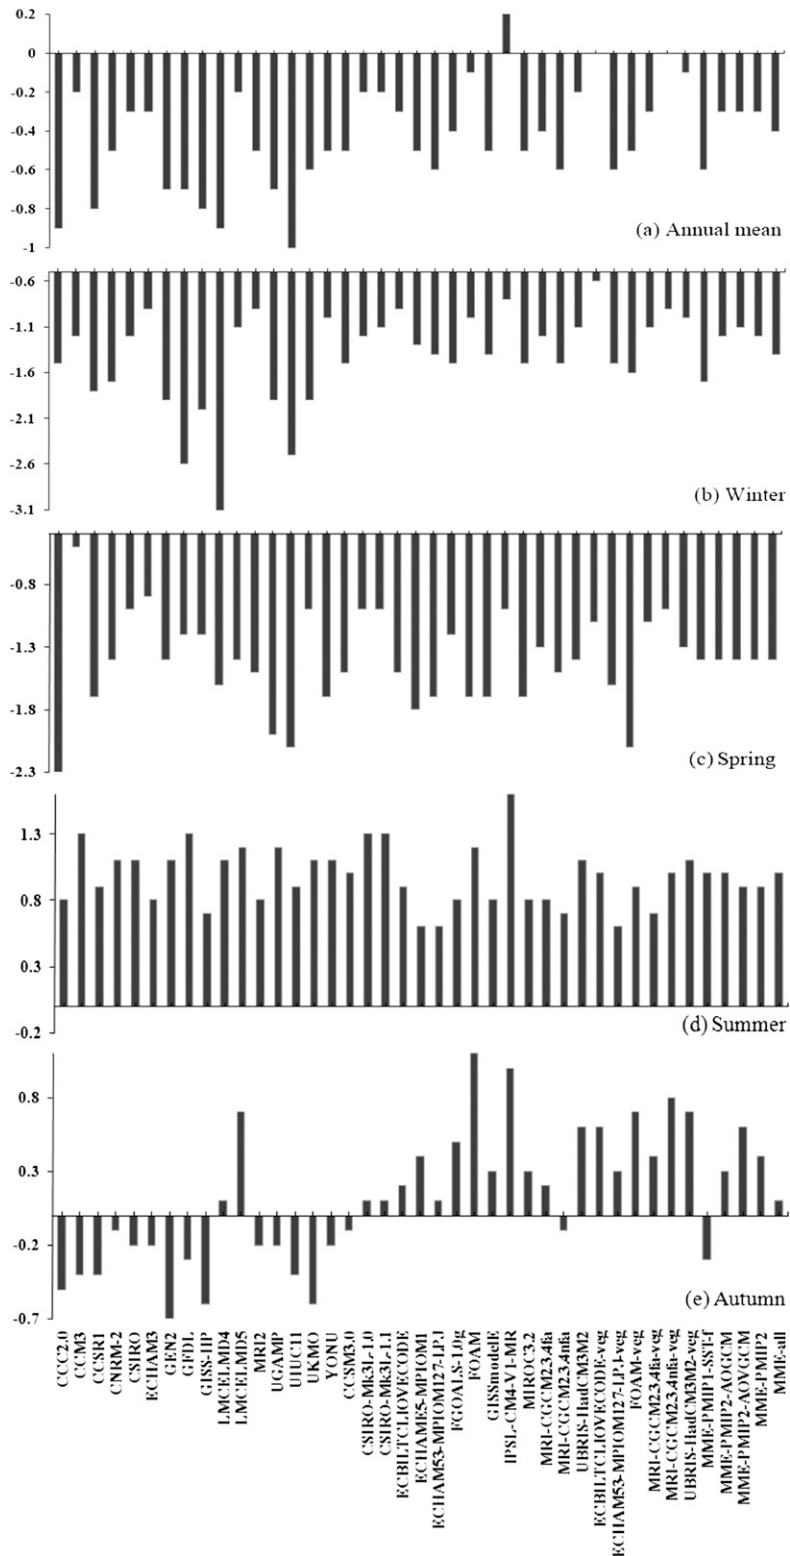 0.2
0
-0.2
-0.4
-0.6
-0.8
-1
(a) Annual mean
-0.6
-1.1
-1.6
-2.1
-2.6
-3.1
(b) Winter
-0.8
-1.3
-1.8
-2.3
(c) Spring
1.3
0.8
0.3
-0.2
(d) Summer
0.8
0.3
-0.2
-0.7
(e) Autumn
CCC2.0
CCM3
CCSR1
CNRM-2
CSIRO
ECHAM3
GEN2
GFDL
GISS-IIP
LMCELMD4
LMCELMD5
MRI2
UGAMP
UIUC11
UKMO
YONU
CCSM3.0
CSIRO-Mk3L-1.0
CSIRO-Mk3L-1.1
ECBILTCLIOVECODE
ECHAM5-MPIOM1
ECHAM53-MPIOM127-LPJ
FGOALS-1.0g
FOAM
GISSmodelE
IPSL-CM4-V1-MR
MIROC3.2
MRI-CGCM2.3.4fa
MRI-CGCM2.3.4nfa
UBRIS-HadCM3M2
ECBILTCLIOVECODE-veg
ECHAM53-MPIOM127-LPJ-veg
FOAM-veg
MRI-CGCM2.3.4fa-veg
MRI-CGCM2.3.4nfa-veg
UBRIS-HadCM3M2-veg
MME-PMIP1-SST-f
MME-PMIP2-AOGCM
MME-PMIP2-AOVGCM
MME-PMIP2
MME-all